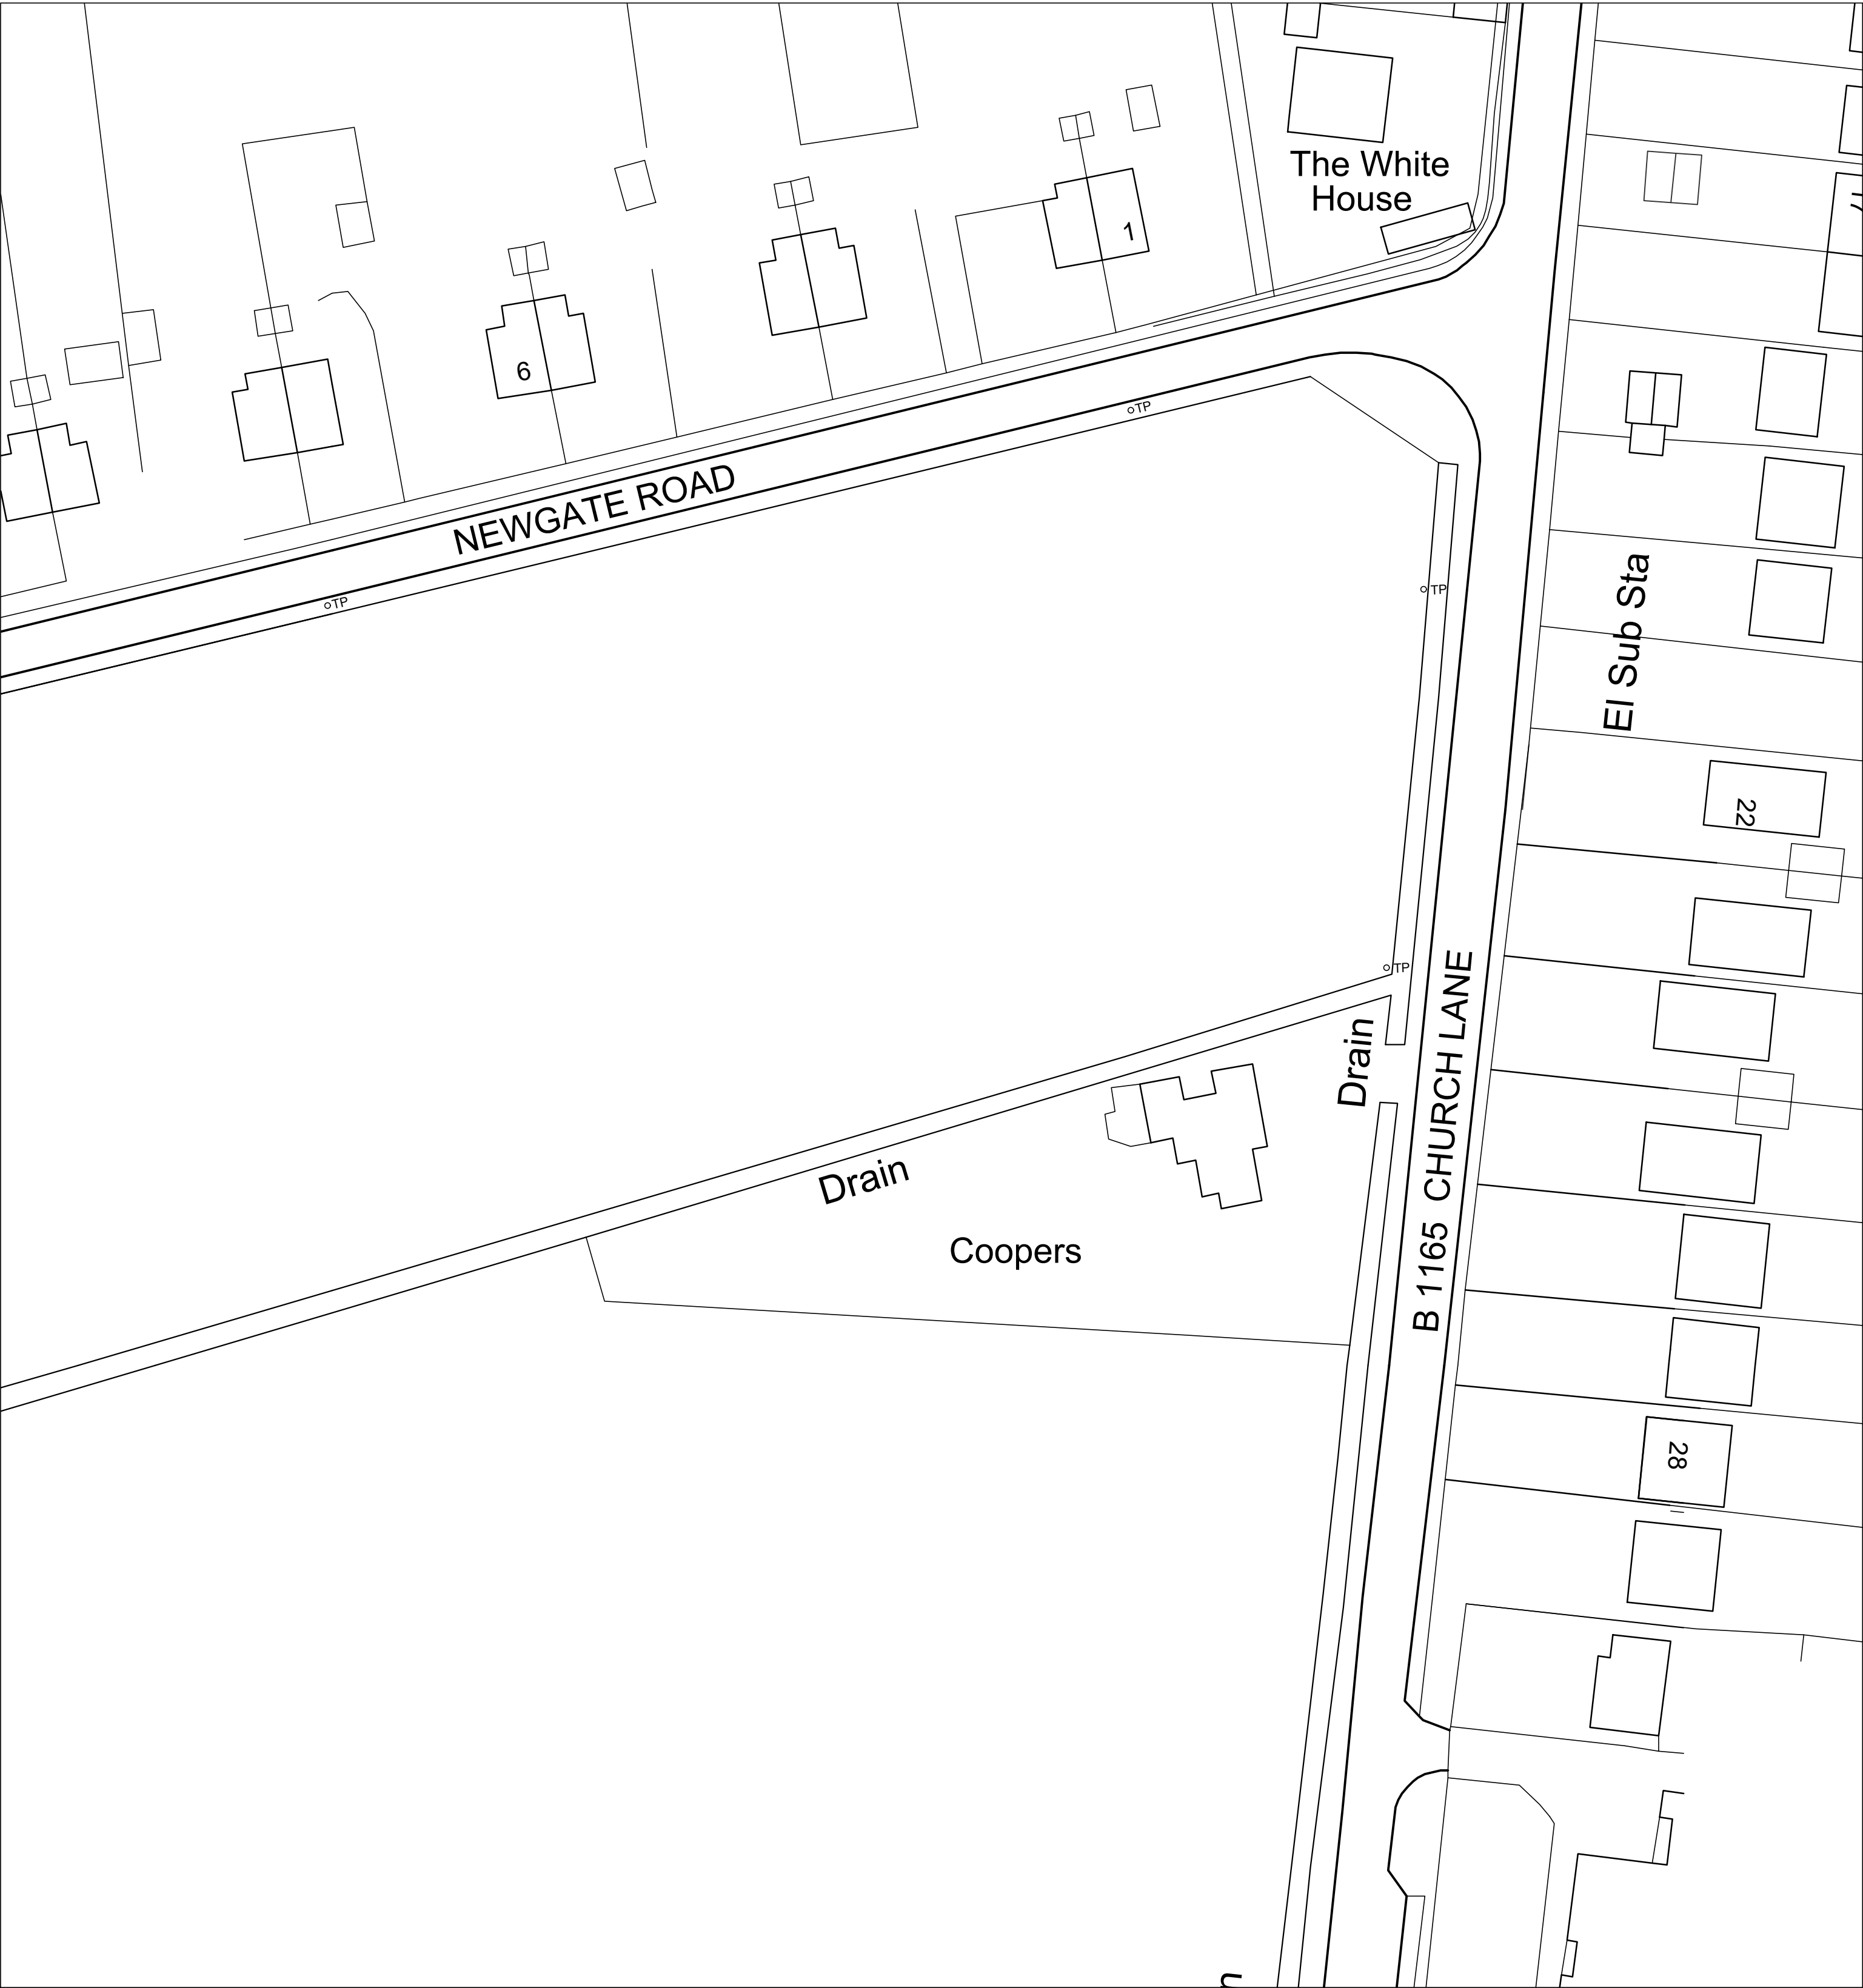 The White
House
1
6
TP
NEWGATE ROAD
TP
TP
El Sub Sta
22
TP
Drain
B 1165 CHURCH LANE
Drain
Coopers
28